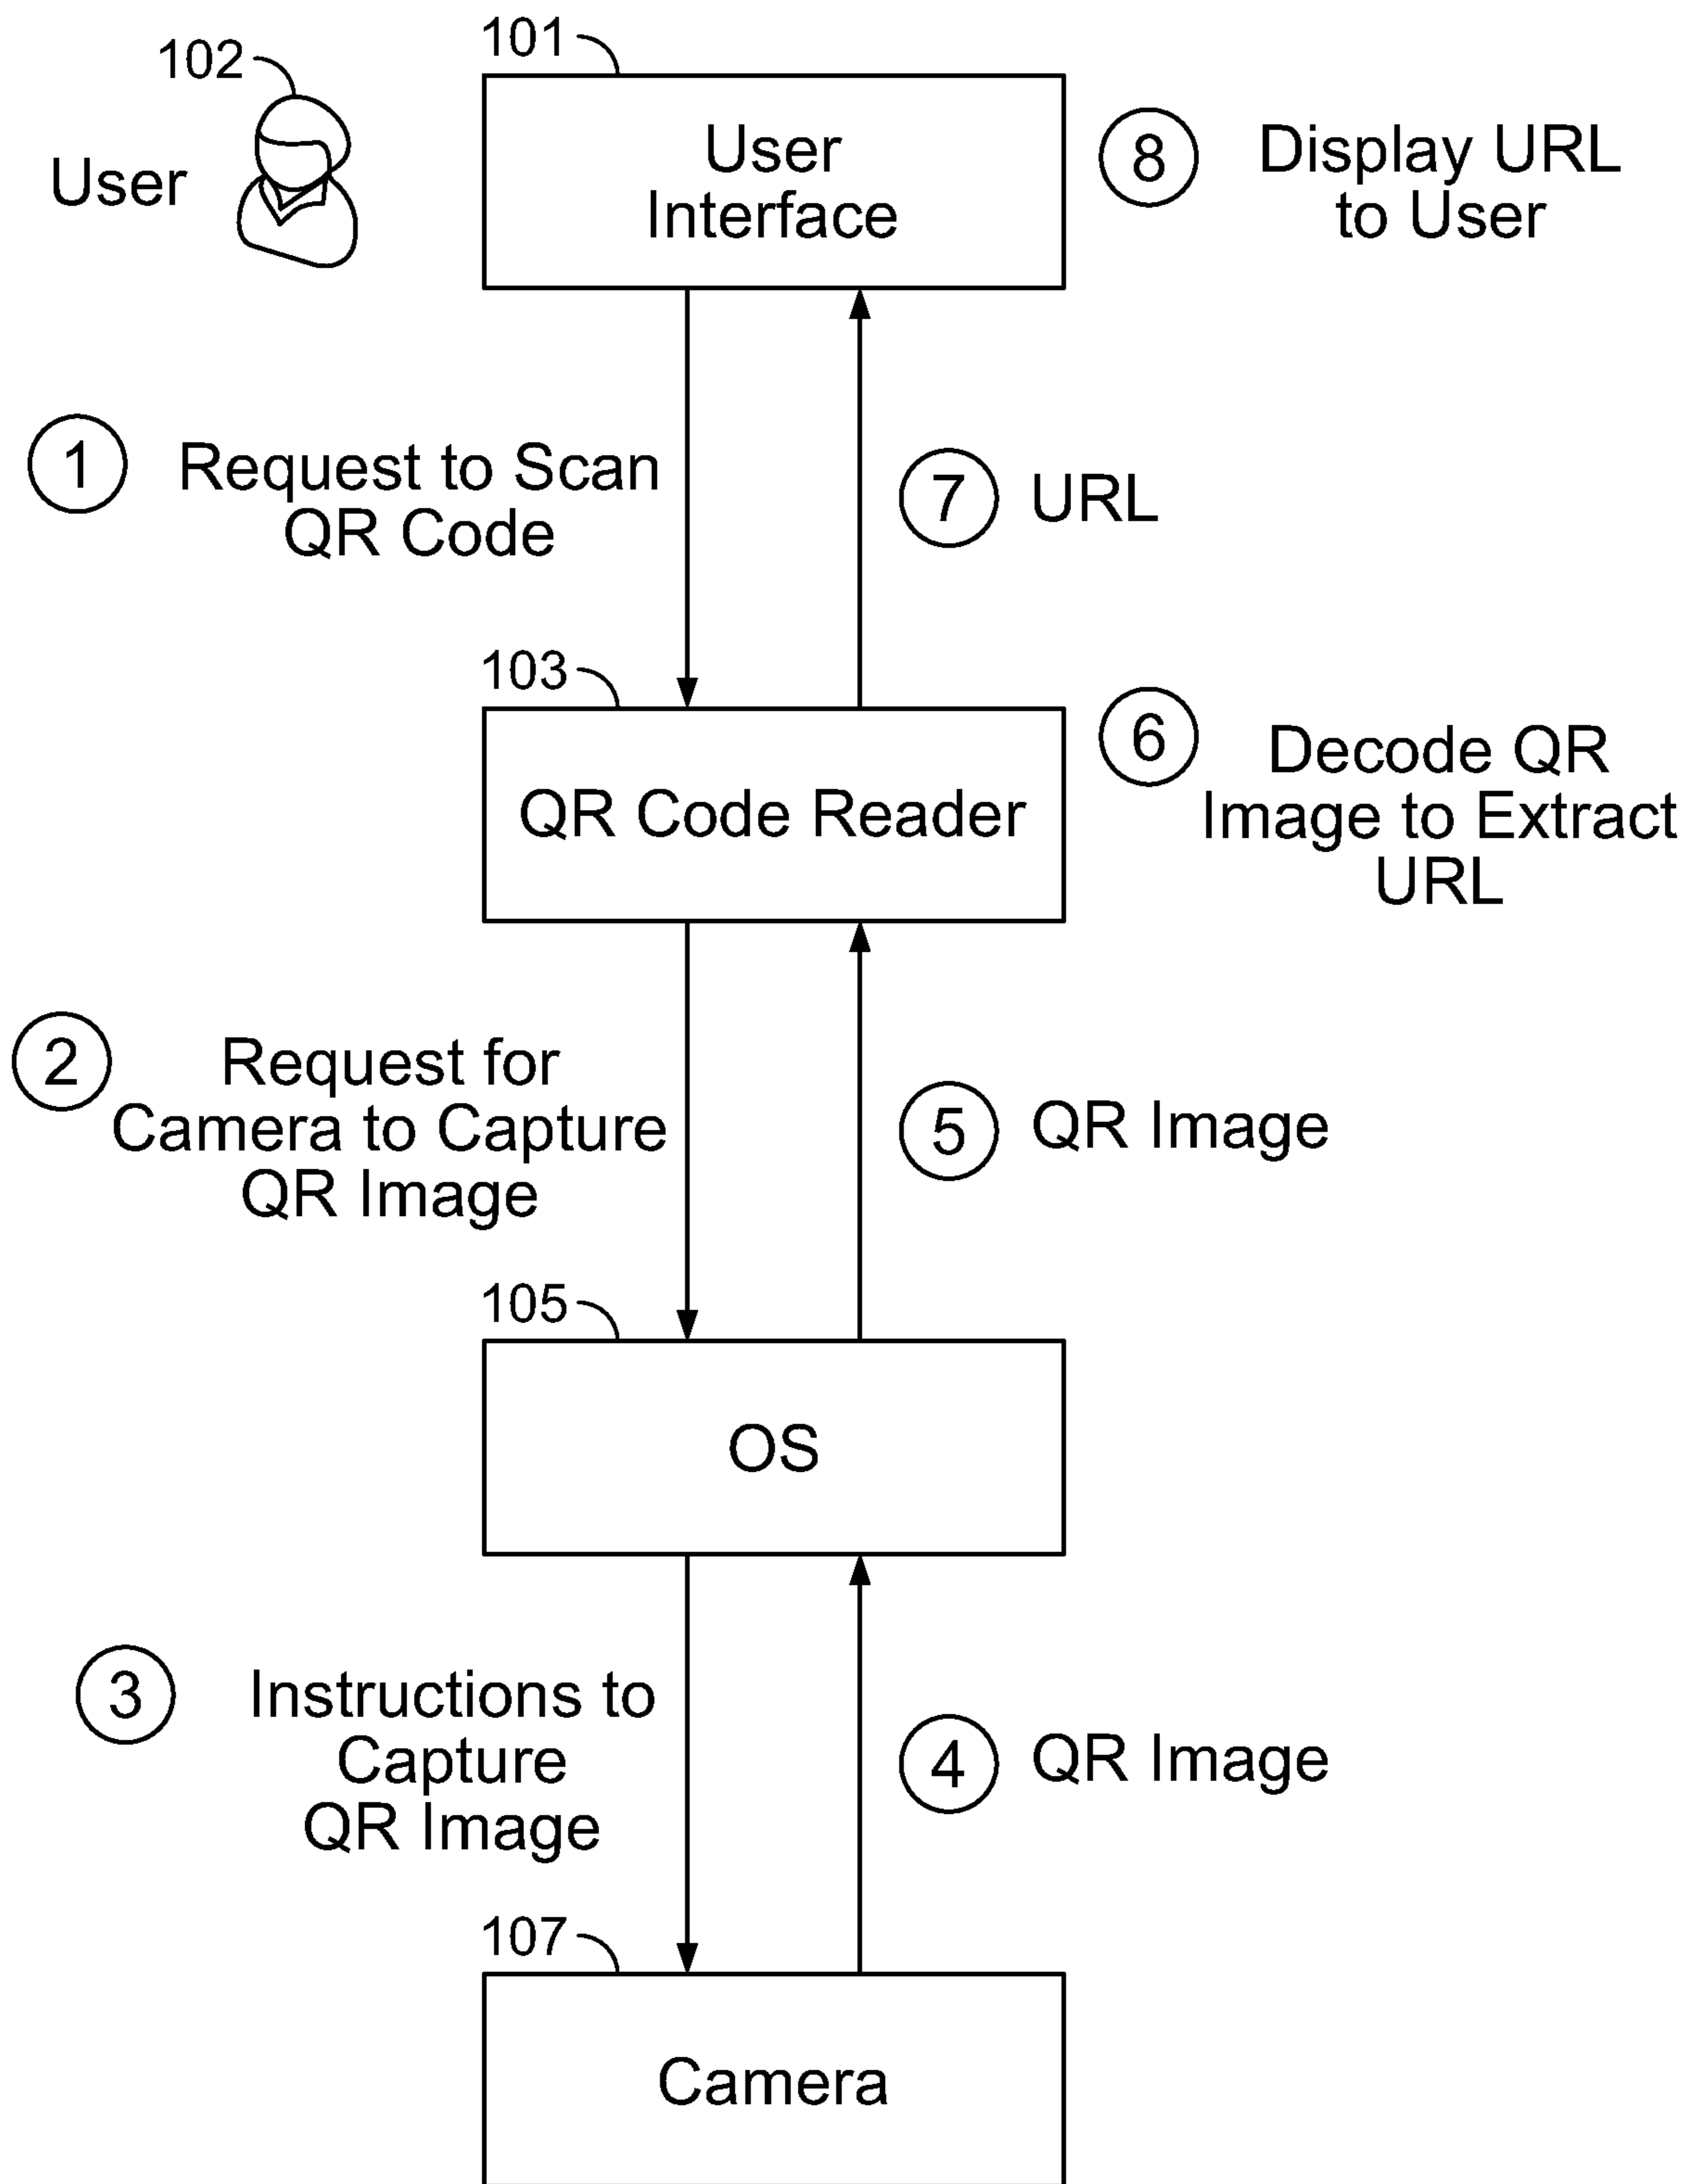 101
102
User
User
Interface
8
Display URL
to User
1
Request to Scan
QR Code
7
URL
103
QR Code Reader
6
Decode QR
Image to Extract
URL
2
Request for
Camera to Capture
QR Image
5
QR Image
105
OS
3
Instructions to
Capture
QR Image
4
QR Image
107
Camera